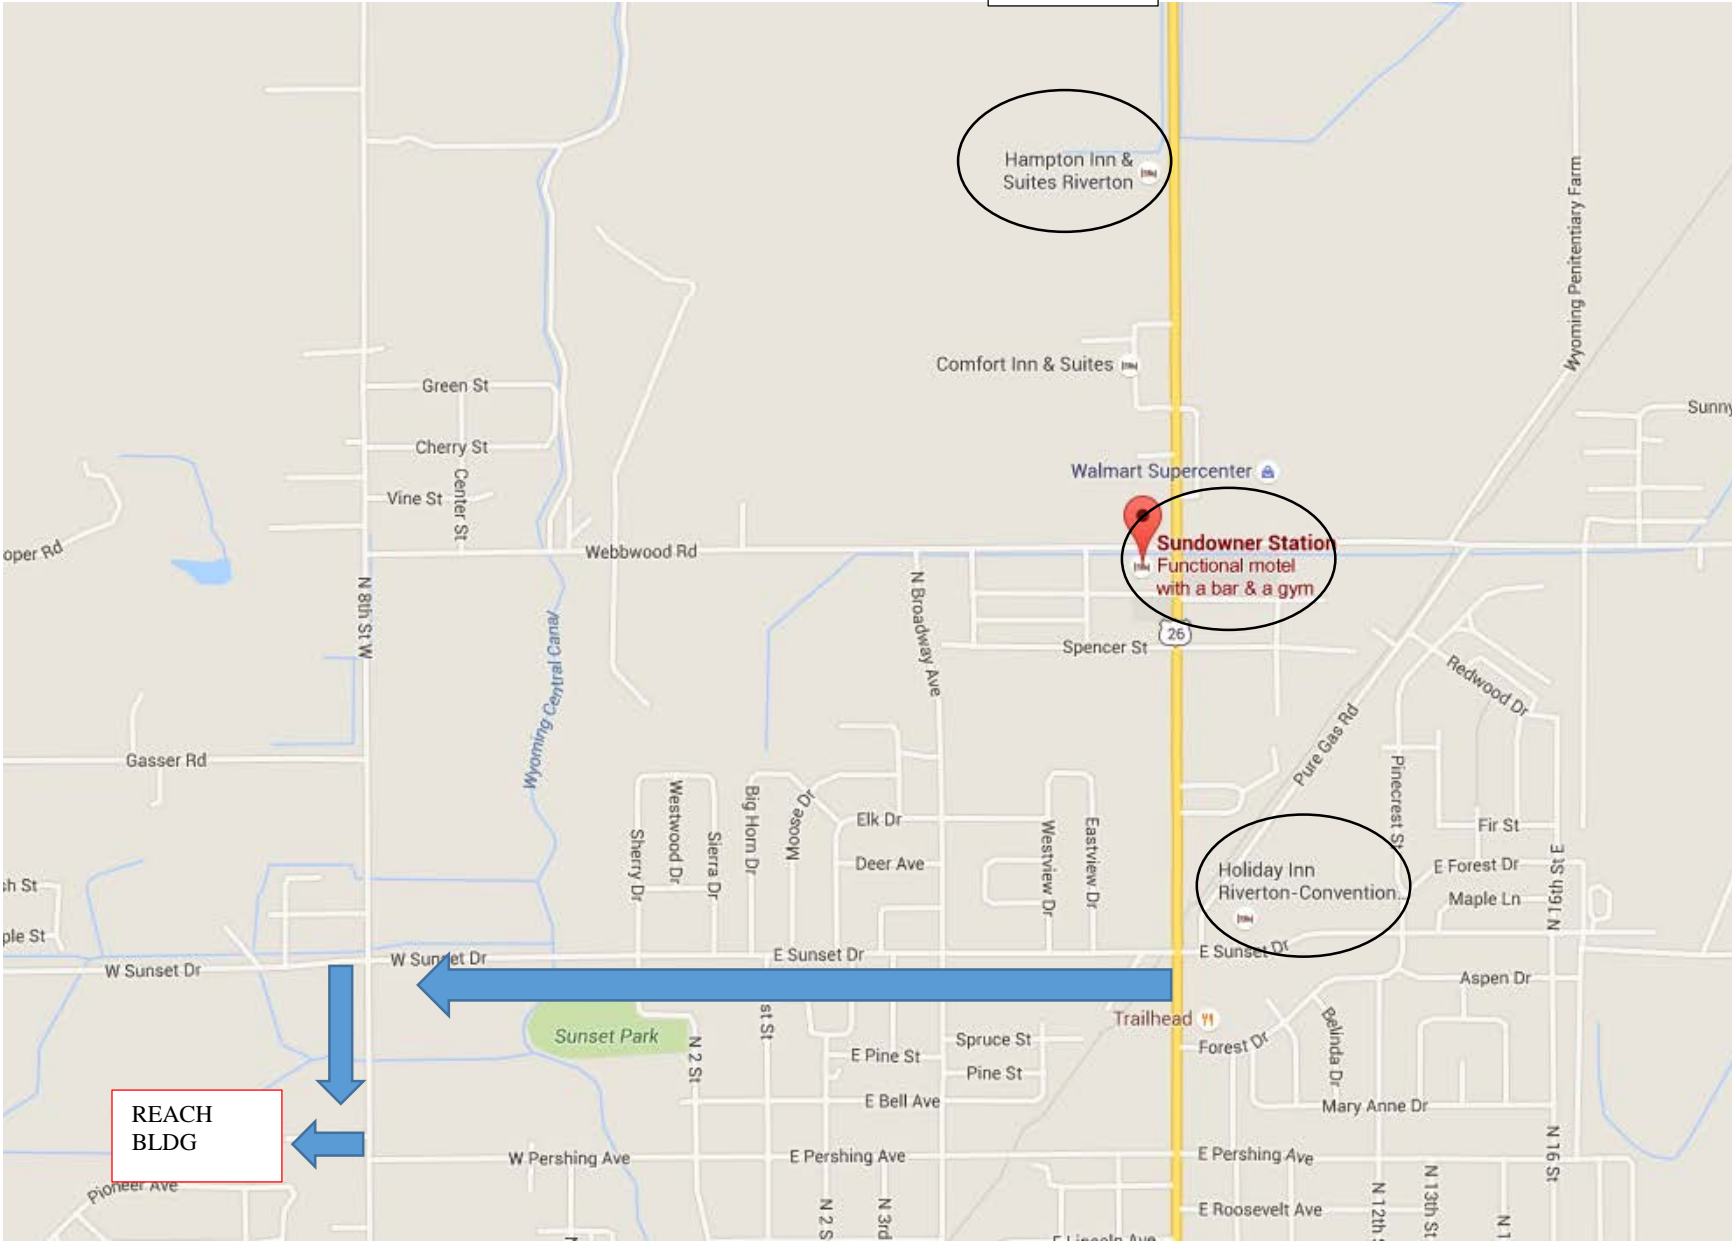 Hampton Inn &
Suites Riverton
Wyoming Penitentiary Farm
Comfort Inn & Suites
Green St
Sunny
Cherry St
Center St
Vine St
Walmart Supercenter
oper Rd
Webbwood Rd
Sundowner Station
Functional motel
with a bar & a gym
N 8th St W
N Broadway Ave
Wyoming Central Canal
26
Spencer St
Redwood Dr
Pure Gas Rd
Gasser Rd
Pinecrest St
Westwood Dr
Big Horn Dr
Moose Dr
Sherry Dr
Sierra Dr
Elk Dr
Westview Dr
Eastview Dr
Fir St
Deer Ave
Holiday Inn
Riverton-Convention...
E Forest Dr
N 16th St E
Maple Ln
sh St
ple St
W Sunset Dr
W Sunset Dr
E Sunset Dr
E Sunset Dr
Aspen Dr
Sunset Park
st St
Trailhead
Belinda Dr
N 2 St
Spruce St
E Pine St
Forest Dr
Pine St
E Bell Ave
Mary Anne Dr
REACH
BLDG
W Pershing Ave
E Pershing Ave
E Pershing Ave
N 16 St
Pioneer Ave
N 2 S
N 3rd
E Roosevelt Ave
N 12th S
N 13th St
N 1
E Lincoln Ave